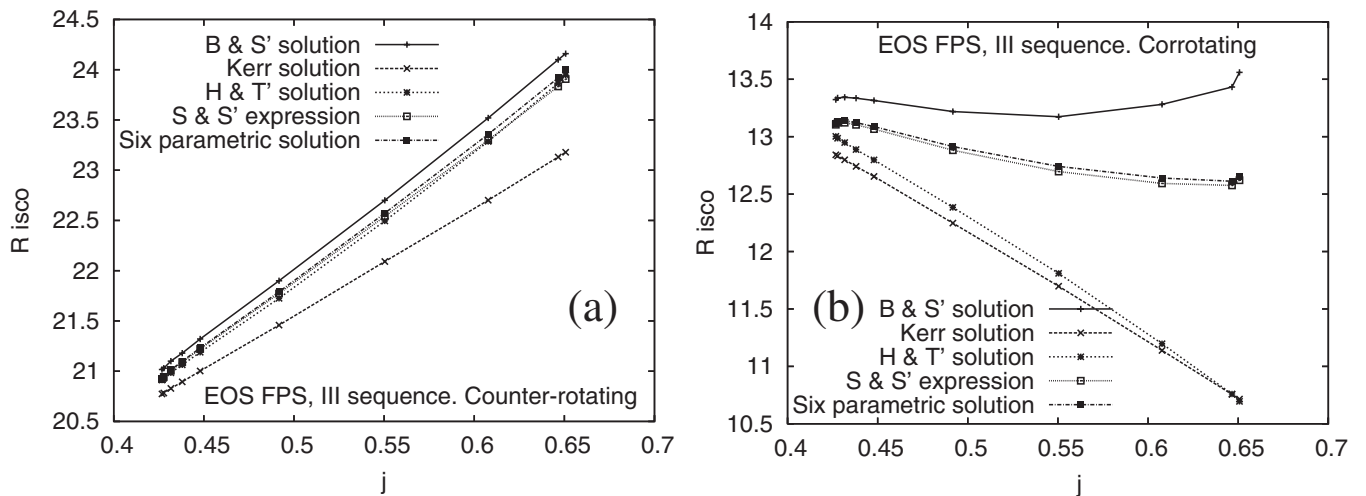 24.5
24
23.5
23
22.5
22
21.5
21
20.5
R isco
B & S' solution
Kerr solution
H & T' solution
S & S' expression
Six parametric solution
(a)
EOS FPS, III sequence. Counter-rotating
0.4 0.45 0.5 0.55 0.6 0.65 0.7
j
14
13.5
13
12.5
12
11.5
11
10.5
R isco
EOS FPS, III sequence. Corrotating
(b)
B & S' solution
Kerr solution
H & T' solution
S & S' expression
Six parametric solution
0.4 0.45 0.5 0.55 0.6 0.65 0.7
j